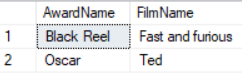 AwardName FilmName
1 Black Reel Fast and furious
2 Oscar Ted